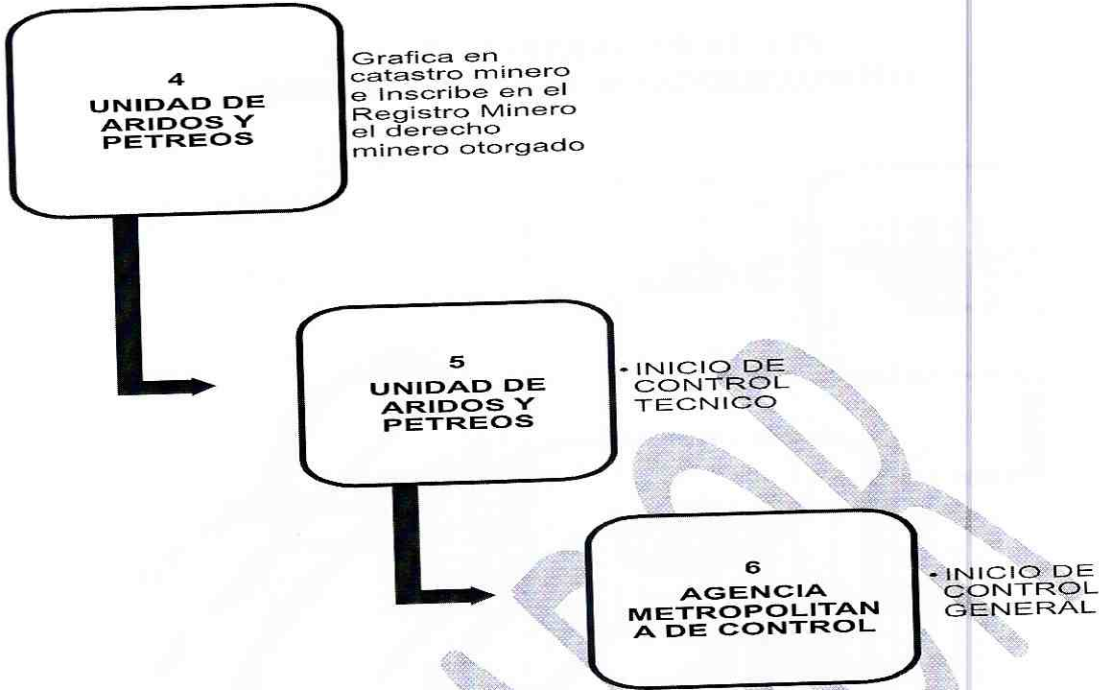 4
UNIDAD DE
ARIDOS Y
PETREOS
Grafica en
catastro minero
e Inscribe en el
Registro Minero
el derecho
minero otorgado
5
UNIDAD DE
ARIDOS Y
PETREOS
• INICIO DE
CONTROL
TECNICO
6
AGENCIA
METROPOLITAN
A DE CONTROL
• INICIO DE
CONTROL
GENERAL